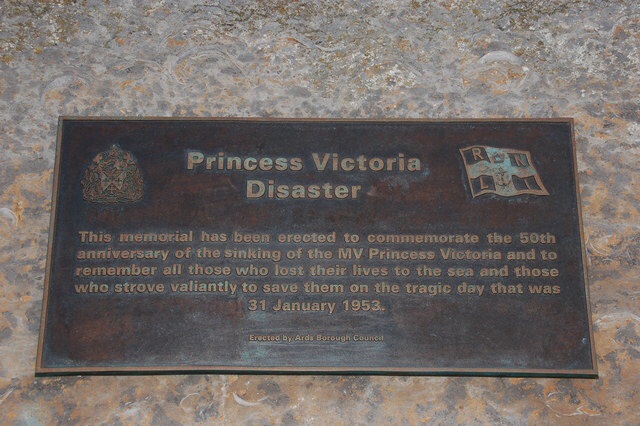 Princess Victoria
Disaster
R N
L I
This memorial has been erected to commemorate the 50th
anniversary of the sinking of the MV Princess Victoria and to
remember all those who lost their lives to the sea and those
who strove valiantly to save them on the tragic day that was
31 January 1953.
Erected by Ards Borough Council